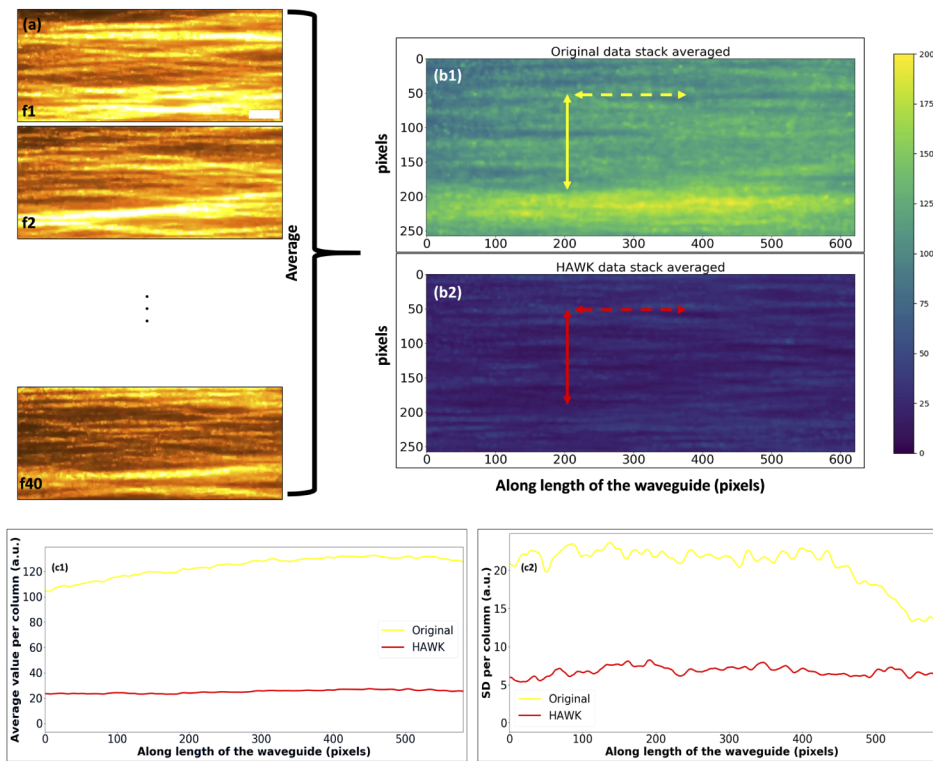 (a)
f1
f2
f40
Average
Original data stack averaged
(b1)
pixels
0
50
100
150
200
250
0 100 200 300 400 500 600
HAWK data stack averaged
(b2)
pixels
0
50
100
150
200
250
0 100 200 300 400 500 600
Along length of the waveguide (pixels)
200
175
150
125
100
75
50
25
0
(c1)
Average value per column (a.u.)
120
100
80
60
40
20
0
Original
HAWK
0 100 200 300 400 500
Along length of the waveguide (pixels)
(c2)
SD per column (a.u.)
20
15
10
5
0
Original
HAWK
0 100 200 300 400 500
Along length of the waveguide (pixels)